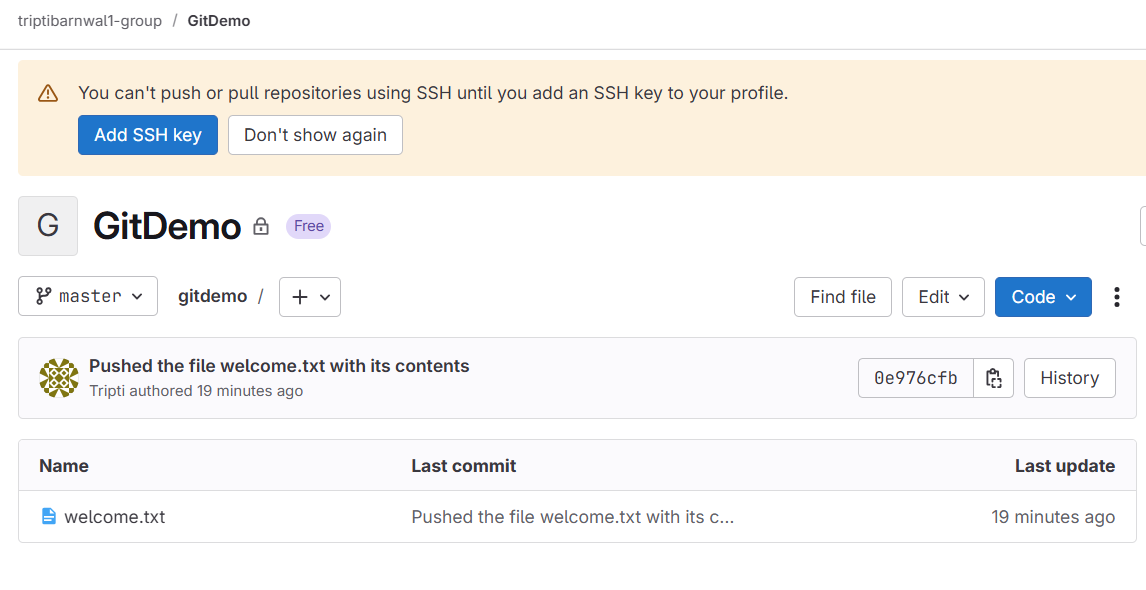 triptibarnwal1-group / GitDemo
You can't push or pull repositories using SSH until you add an SSH key to your profile.
Add SSH key Don't show again
G GitDemo Free
master gitdemo / + Find file Edit Code
Pushed the file welcome.txt with its contents
Tripti authored 19 minutes ago
0e976cfb History
Name Last commit Last update
welcome.txt Pushed the file welcome.txt with its c... 19 minutes ago